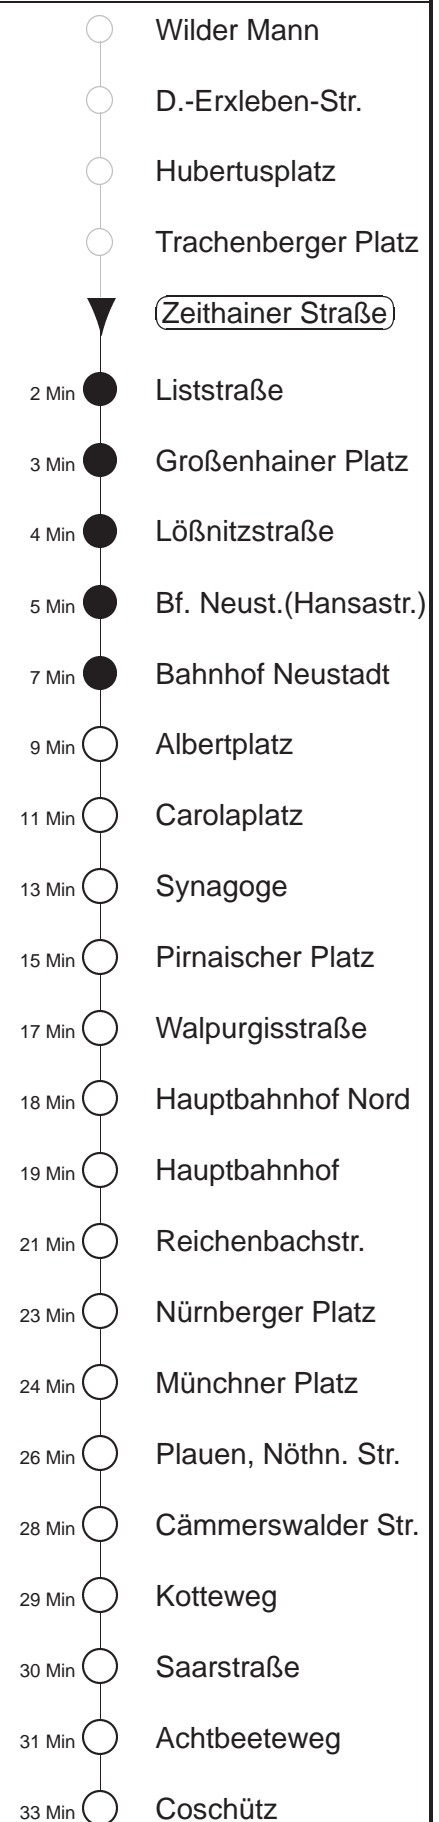 Wilder Mann
D.-Erxleben-Str.
Hubertusplatz
Trachenberger Platz
Zeithainer Straße
2 Min Liststraße
3 Min Großenhainer Platz
4 Min Lößnitzstraße
5 Min Bf. Neust.(Hansastr.)
7 Min Bahnhof Neustadt
9 Min Albertplatz
11 Min Carolaplatz
13 Min Synagoge
15 Min Pirnaischer Platz
17 Min Walpurgisstraße
18 Min Hauptbahnhof Nord
19 Min Hauptbahnhof
21 Min Reichenbachstr.
23 Min Nürnberger Platz
24 Min Münchner Platz
26 Min Plauen, Nöthn. Str.
28 Min Cämmerswalder Str.
29 Min Kotteweg
30 Min Saarstraße
31 Min Achtbeeteweg
33 Min Coschütz